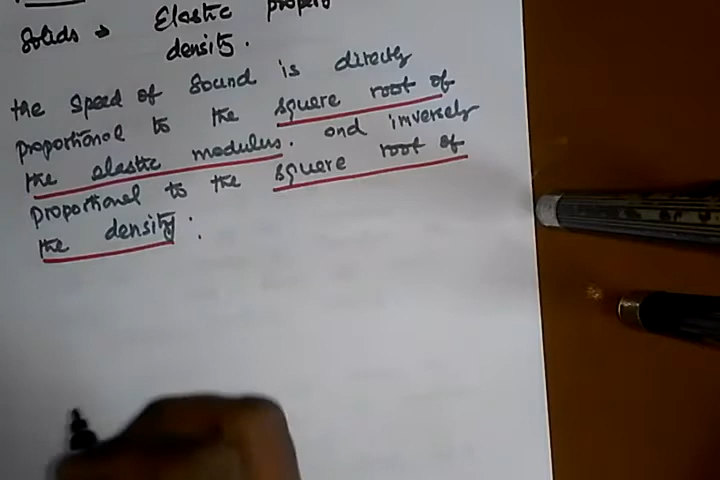 Solids → Elastic
density.
the speed of sound is directly
proportional to the square root of
the elastic modulus. and inversely
proportional to the square root of
the density.